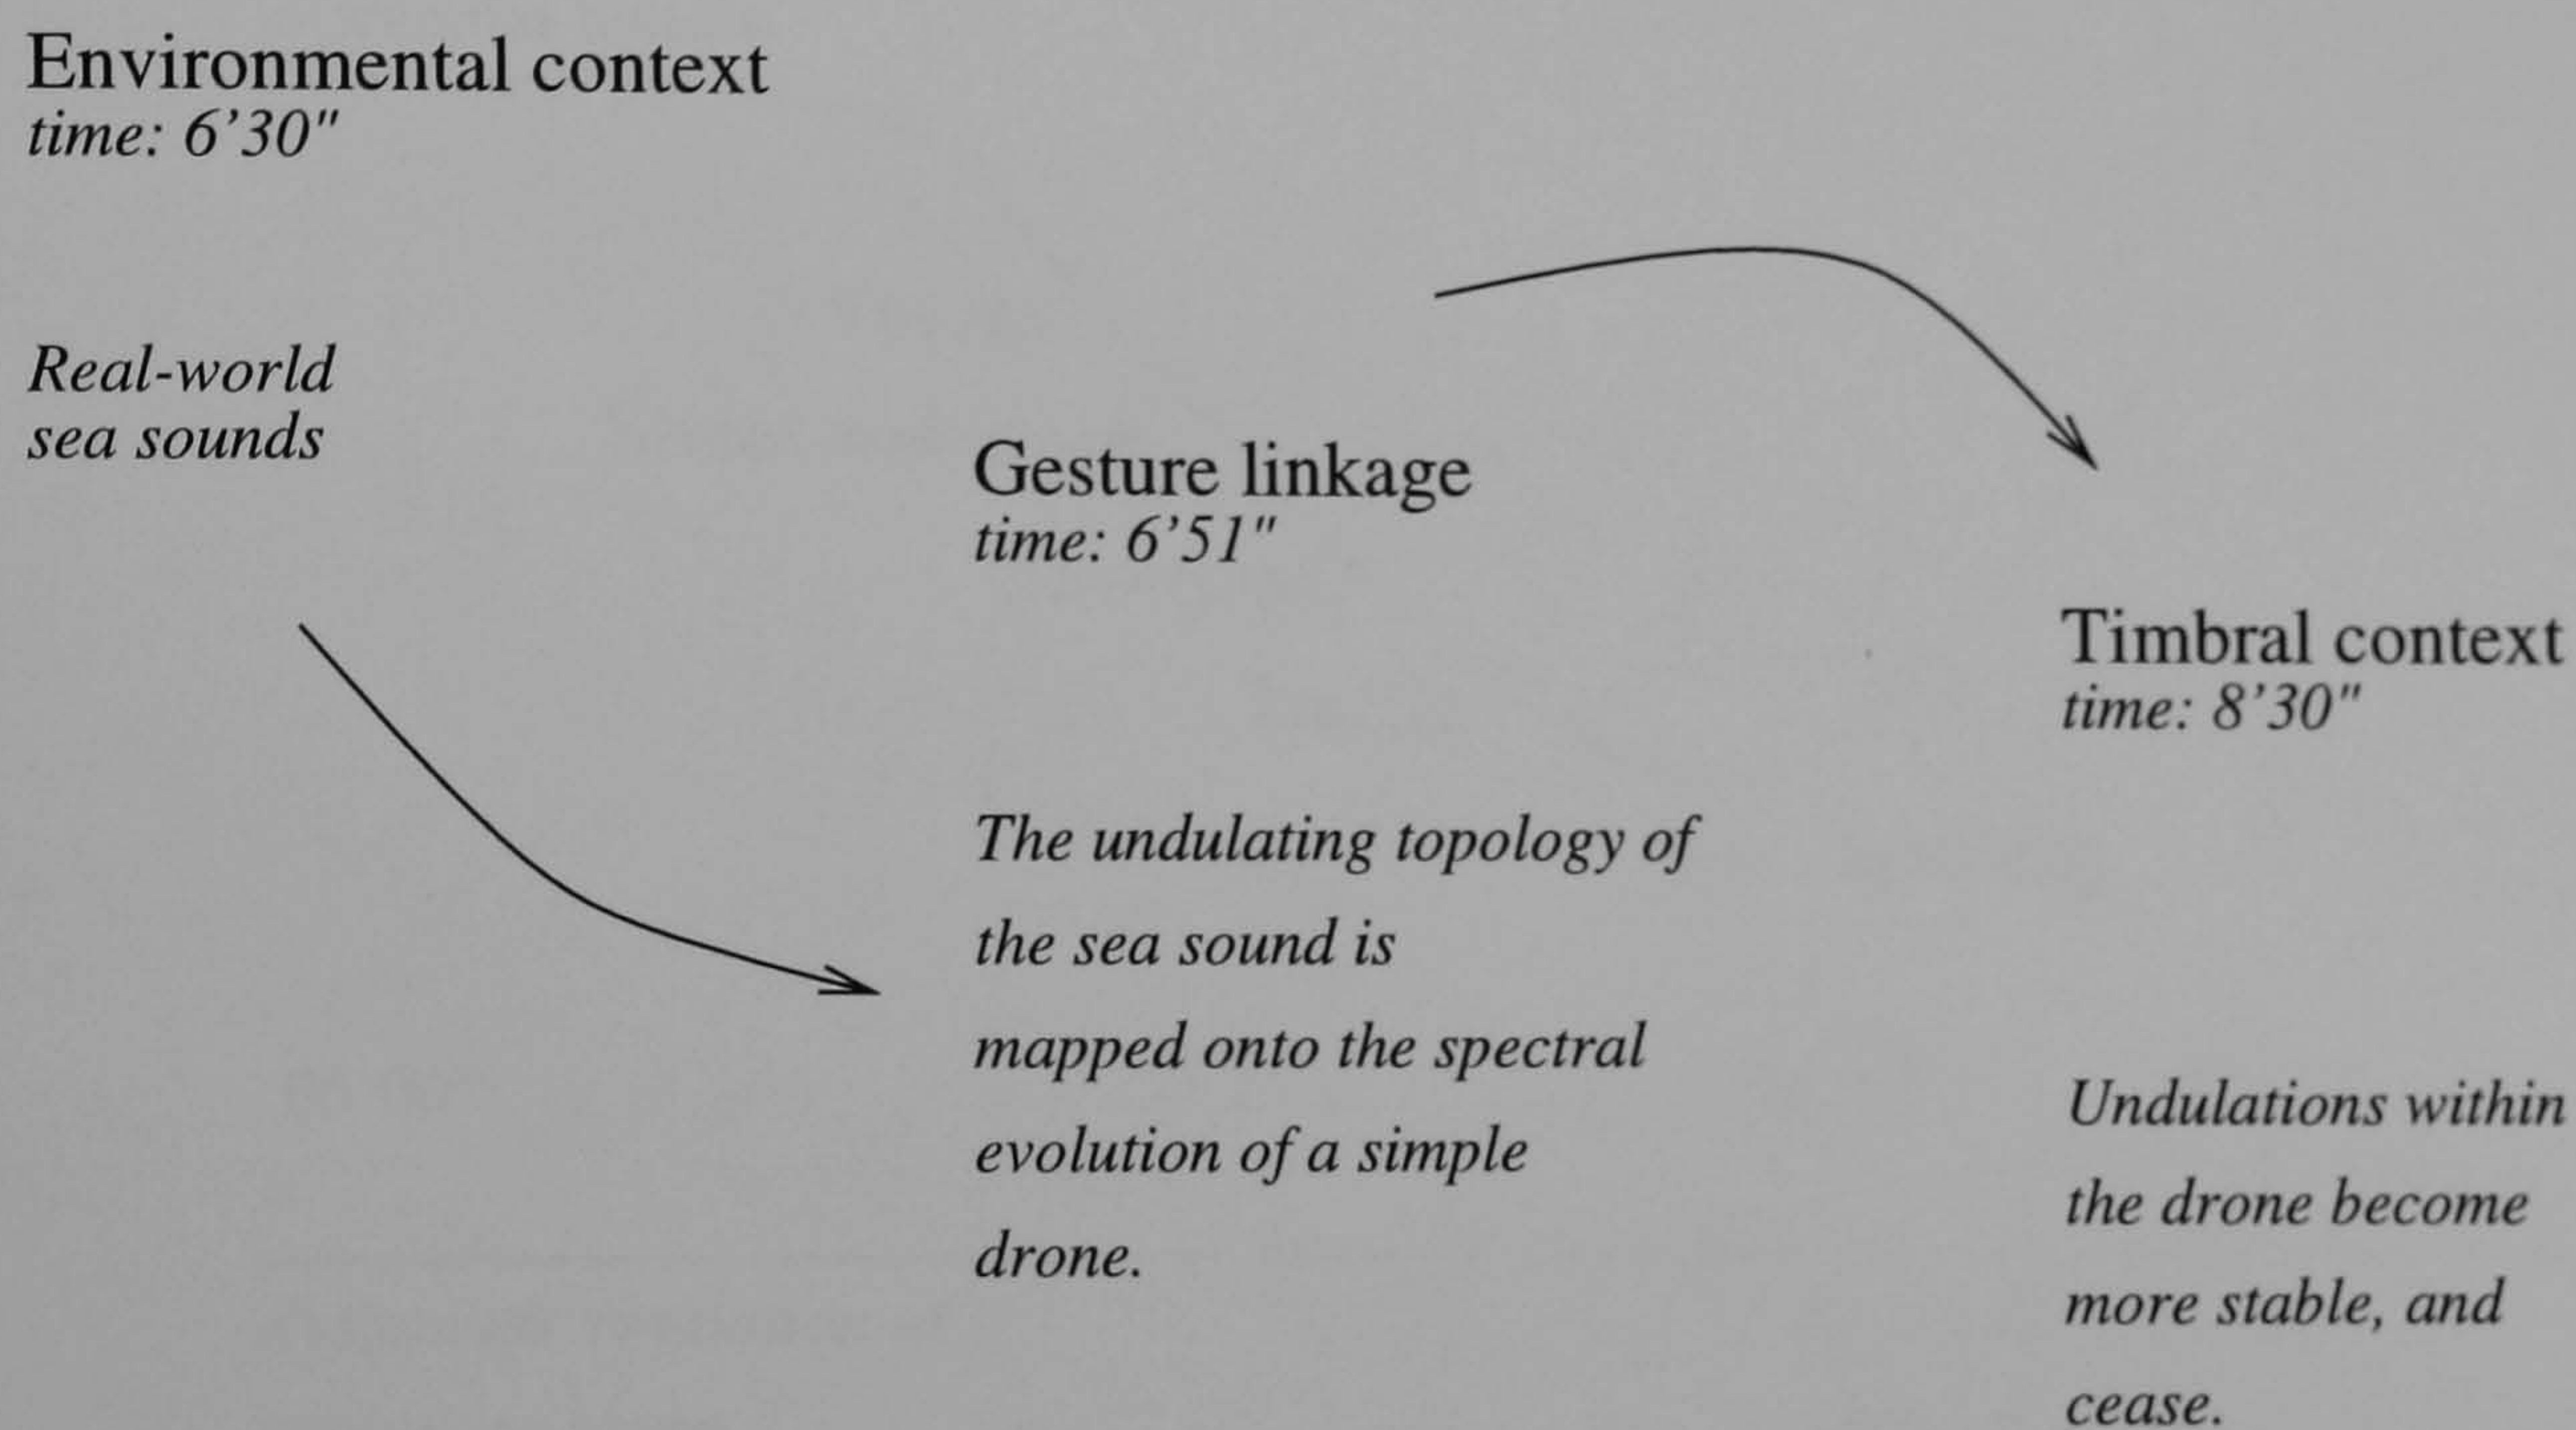 Environmental context
time: 6’30"
Real-world
sea sounds
Gesture linkage
time: 6’51"
The undulating topology of
the sea sound is
mapped onto the spectral
evolution of a simple
drone.
Timbral context
time: 8’30"
Undulations within
the drone become
more stable, and
cease.